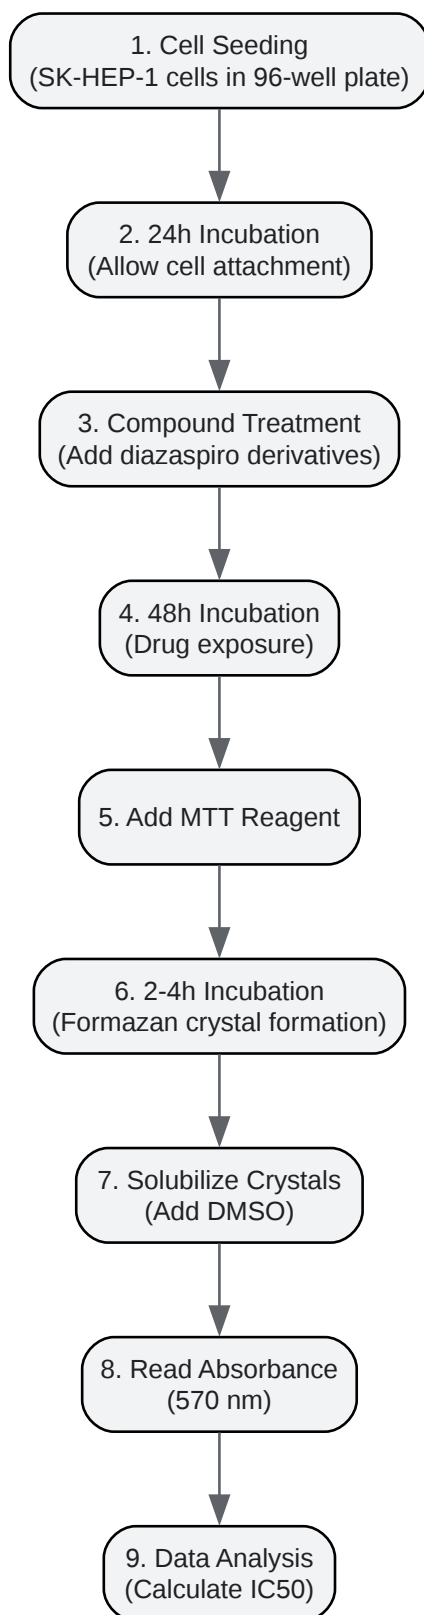 1. Cell Seeding
(SK-HEP-1 cells in 96-well plate)
2. 24h Incubation
(Allow cell attachment)
3. Compound Treatment
(Add diazaspiro derivatives)
4. 48h Incubation
(Drug exposure)
5. Add MTT Reagent
6. 2-4h Incubation
(Formazan crystal formation)
7. Solubilize Crystals
(Add DMSO)
8. Read Absorbance
(570 nm)
9. Data Analysis
(Calculate IC50)